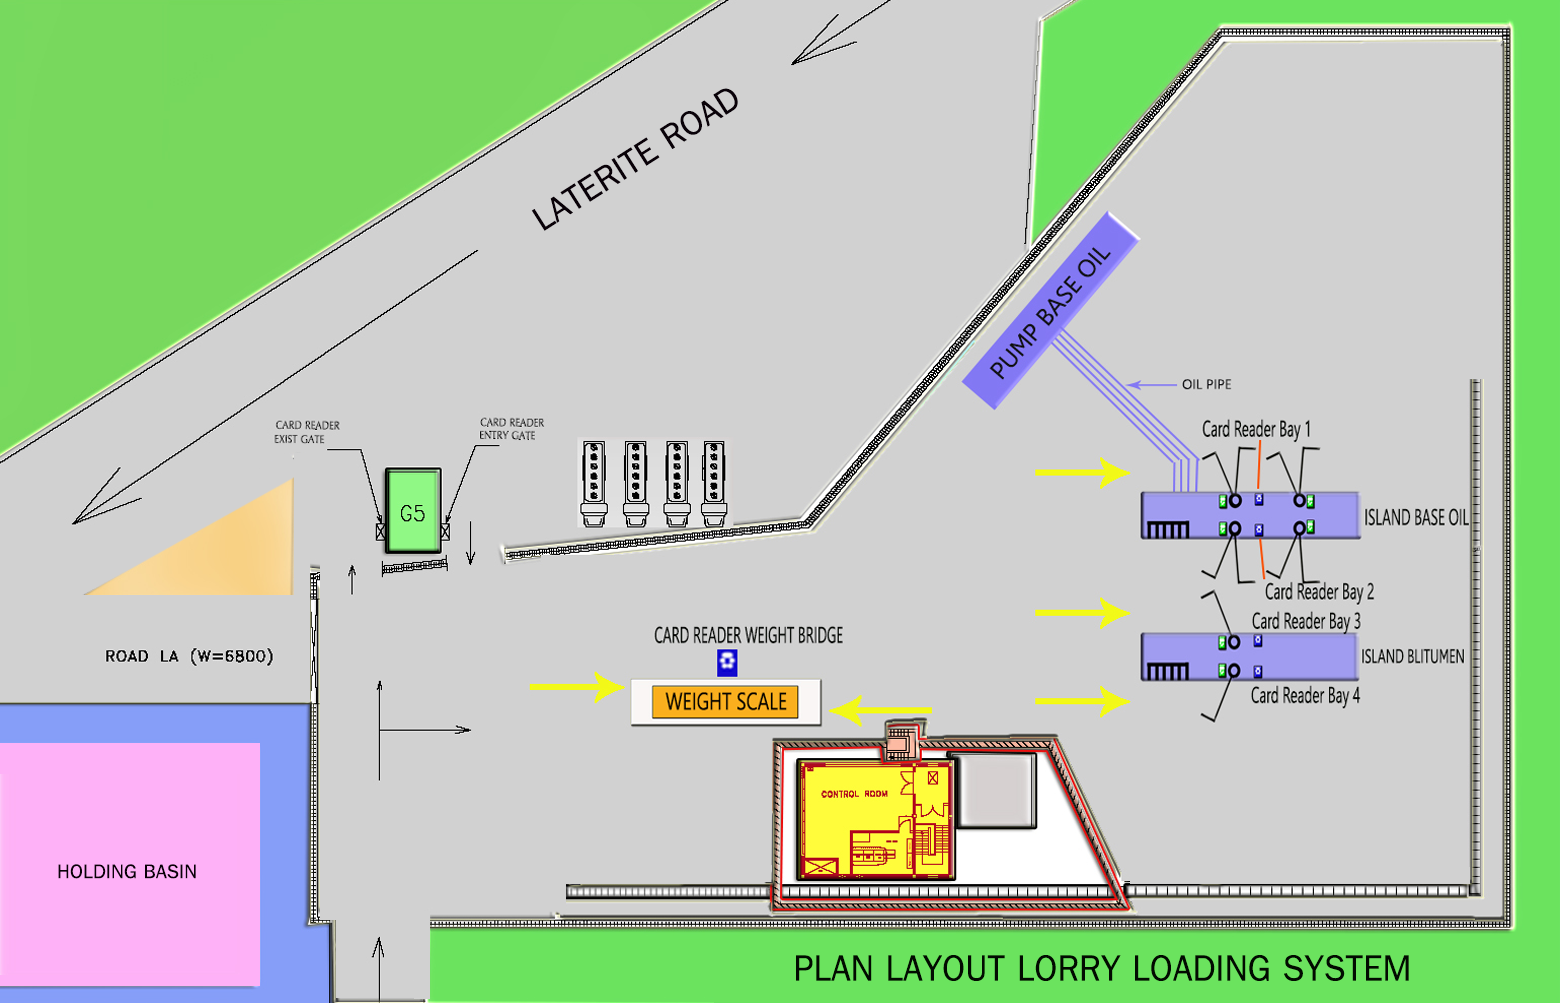 LATERITE ROAD
PUMP BASE OIL
OIL PIPE
CARD READER
EXIST GATE
CARD READER
ENTRY GATE
Card Reader Bay 1
G5
ISLAND BASE OIL
Card Reader Bay 2
Card Reader Bay 3
CARD READER WEIGHT BRIDGE
ROAD LA (W=6800)
ISLAND BLITUMEN
WEIGHT SCALE
Card Reader Bay 4
CONTROL ROOM
HOLDING BASIN
PLAN LAYOUT LORRY LOADING SYSTEM